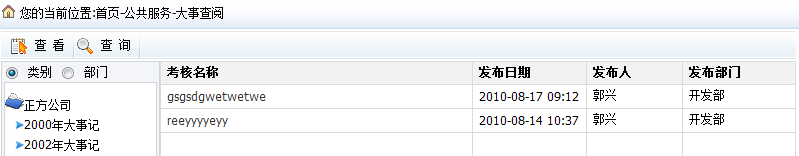 您的当前位置:首页-公共服务-大事查阅
查 看 查 询
类别 部门
正方公司
2000年大事记
2002年大事记
考核名称 发布日期 发布人 发布部门
gsgsdgwetwetwe 2010-08-17 09:12 郭兴 开发部
reeyyyyeyy 2010-08-14 10:37 郭兴 开发部